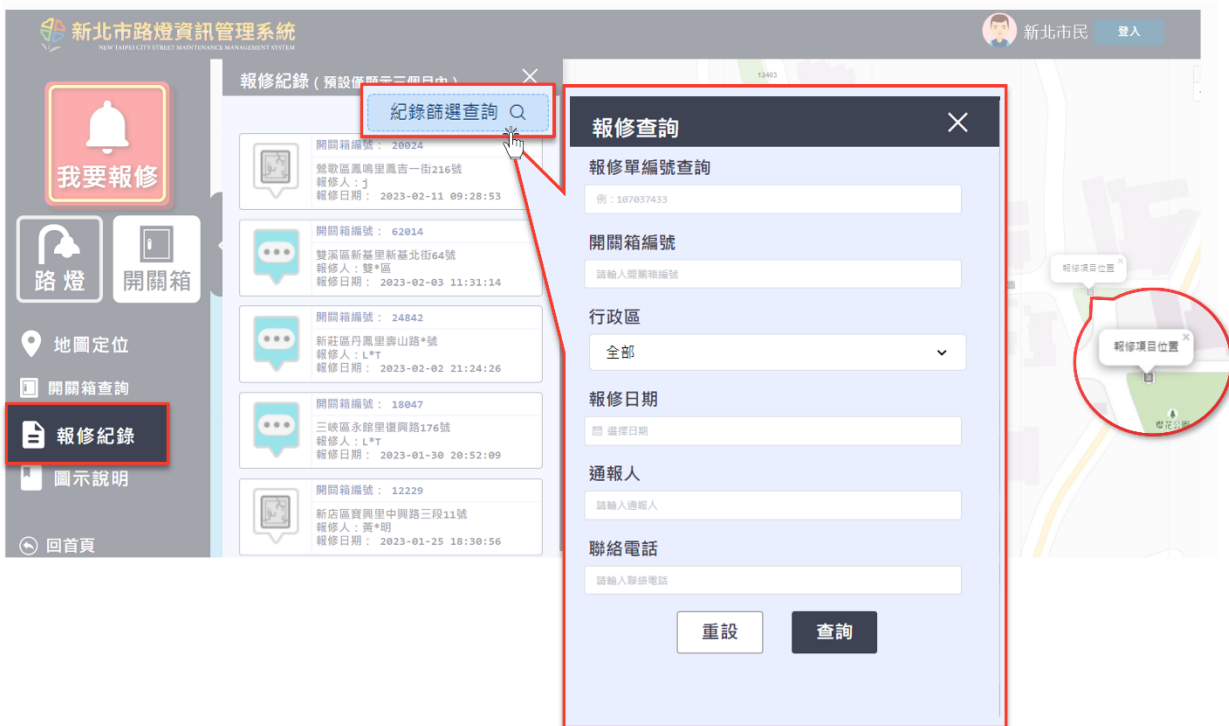 新北市路燈資訊管理系統
NEW TAIPEI CITY STREET MAINTENANCE MANAGEMENT SYSTEM
新北市民
登入
我要報修
路燈
開關箱
地圖定位
開關箱查詢
報修紀錄
圖示說明
回首頁
報修紀錄(預設僅顯示三個月內)
紀錄篩選查詢
開關箱編號： 20024
鶯歌區鳳鳴里鳳吉一街216號
報修人：j
報修日期： 2023-02-11 09:28:53
開關箱編號： 62014
雙溪區新基里新基北街64號
報修人：雙*區
報修日期： 2023-02-03 11:31:14
開關箱編號： 24842
新莊區丹鳳里壽山路*號
報修人：L*T
報修日期： 2023-02-02 21:24:26
開關箱編號： 18047
三峽區永館里復興路176號
報修人：L*T
報修日期： 2023-01-30 20:52:09
開關箱編號： 12229
新店區寶興里中興路三段11號
報修人：黃*明
報修日期： 2023-01-25 18:30:56
報修查詢
報修單編號查詢
例：107037433
開關箱編號
請輸入開關箱編號
行政區
全部
報修日期
選擇日期
通報人
請輸入通報人
聯絡電話
請輸入聯絡電話
重設
查詢
12403
報修項目位置
報修項目位置
櫻花公園